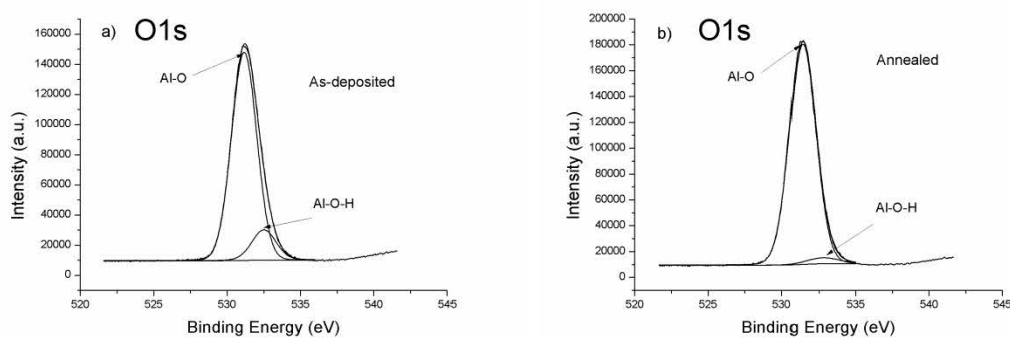 a) O1s
160000
140000
120000
100000
80000
60000
40000
20000
0
Al-O
As-deposited
Al-O-H
Intensity (a.u.)
520 525 530 535 540 545
Binding Energy (eV)
b) O1s
200000
180000
160000
140000
120000
100000
80000
60000
40000
20000
0
Al-O
Annealed
Al-O-H
Intensity (a.u.)
520 525 530 535 540 545
Binding Energy (eV)